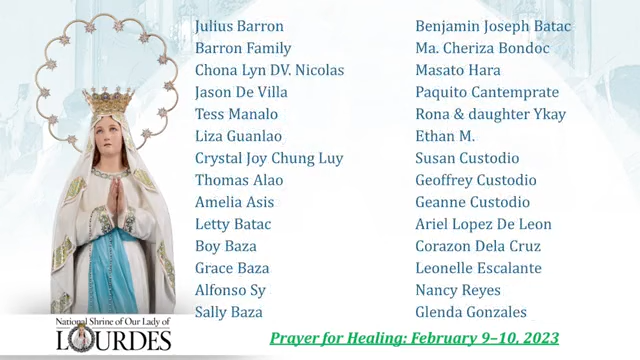 Julius Barron
Barron Family
Chona Lyn DV. Nicolas
Jason De Villa
Tess Manalo
Liza Guanlao
Crystal Joy Chung Luy
Thomas Alao
Amelia Asis
Letty Batac
Boy Baza
Grace Baza
Alfonso Sy
Sally Baza
Benjamin Joseph Batac
Ma. Cheriza Bondoc
Masato Hara
Paquito Cantemprate
Rona & daughter Ykay
Ethan M.
Susan Custodio
Geoffrey Custodio
Geanne Custodio
Ariel Lopez De Leon
Corazon Dela Cruz
Leonelle Escalante
Nancy Reyes
Glenda Gonzales
National Shrine of Our Lady of
LOURDES
Prayer for Healing: February 9–10, 2023